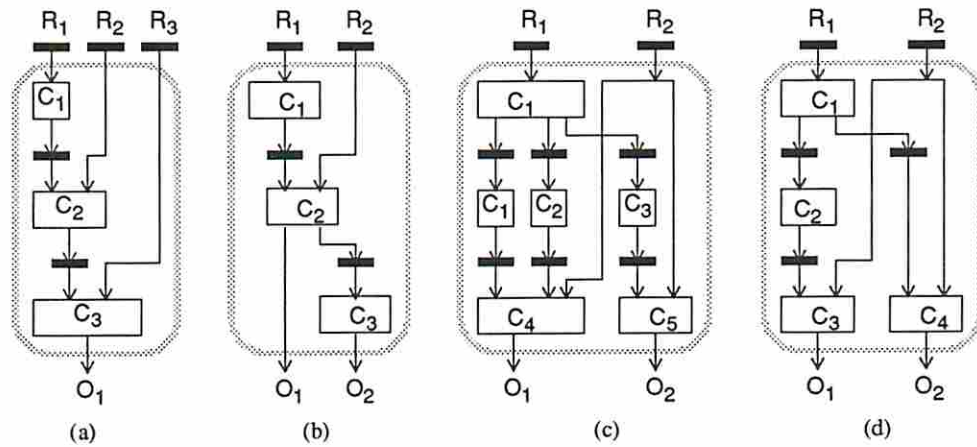 R1 R2 R3 R1 R2 R1 R2 R1 R2
C1 C1 C1 C1
C2 C2 C1 C2 C3 C2
C3 C3 C4 C5 C3 C4
O1 O1 O2 O1 O2 O1 O2
(a) (b) (c) (d)